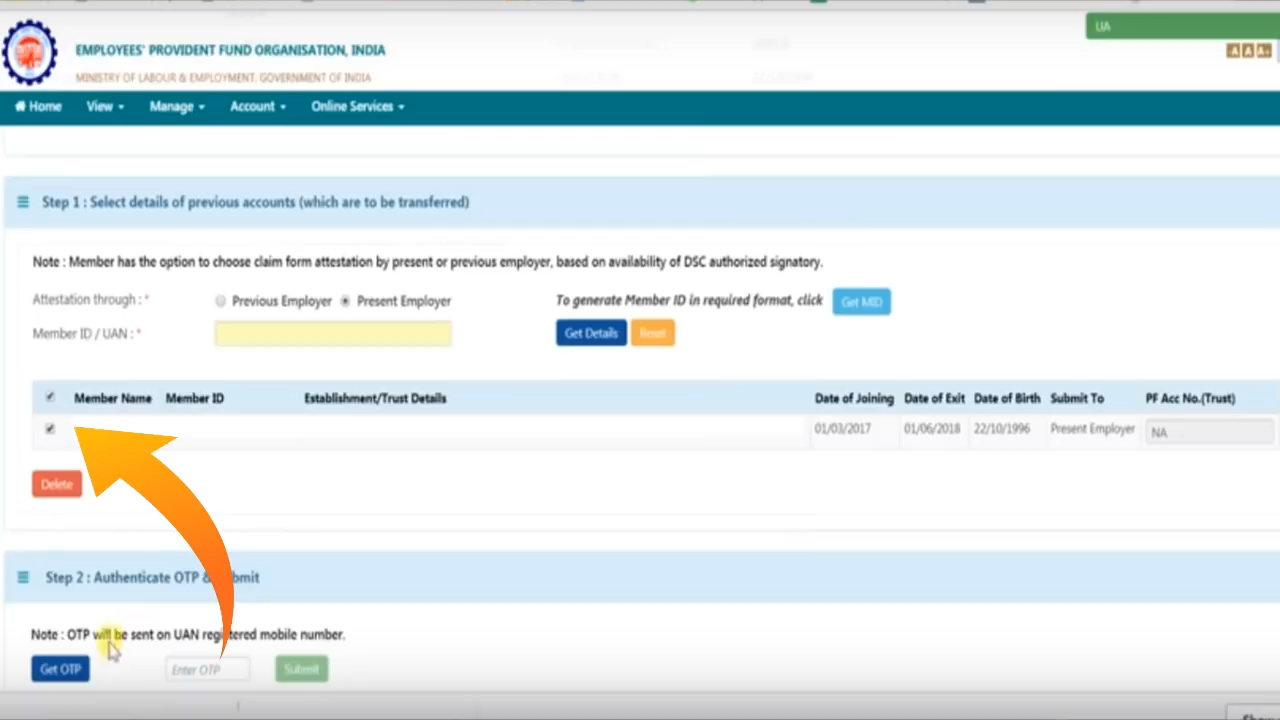 UA
EMPLOYEES' PROVIDENT FUND ORGANISATION, INDIA
MINISTRY OF LABOUR & EMPLOYMENT. GOVERNMENT OF INDIA
A A A+
Home View Manage Account Online Services
Step 1 : Select details of previous accounts (which are to be transferred)
Note : Member has the option to choose claim form attestation by present or previous employer, based on availability of DSC authorized signatory.
Attestation through : * Previous Employer Present Employer To generate Member ID in required format, click Get MID
Member ID / UAN : * Get Details Reset
Member Name Member ID Establishment/Trust Details Date of Joining Date of Exit Date of Birth Submit To PF Acc No.(Trust)
01/03/2017 01/06/2018 22/10/1996 Present Employer NA
Delete
Step 2 : Authenticate OTP &
Note : OTP will be sent on UAN registered mobile number.
Get OTP Enter OTP Submit